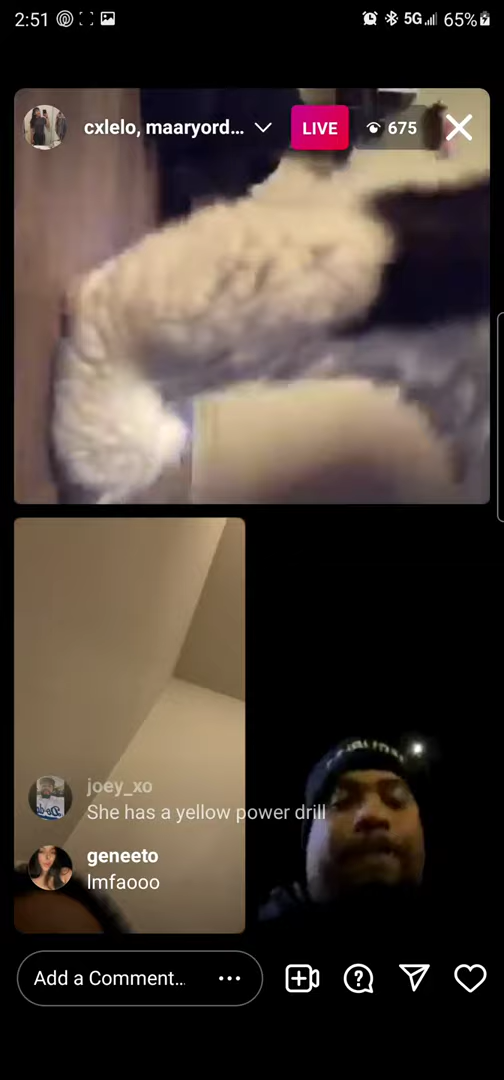 2:51
5G
65%
cxlelo, maaryord...
LIVE
675
joey_xo
She has a yellow power drill
geneeto
lmfaooo
Add a Comment...